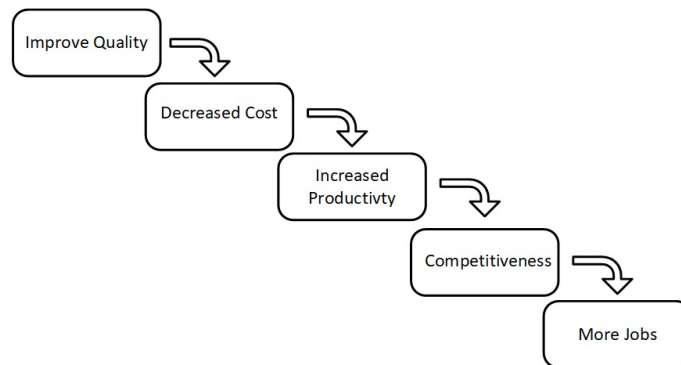 Improve Quality
Decreased Cost
Increased
Productivty
Competitiveness
More Jobs